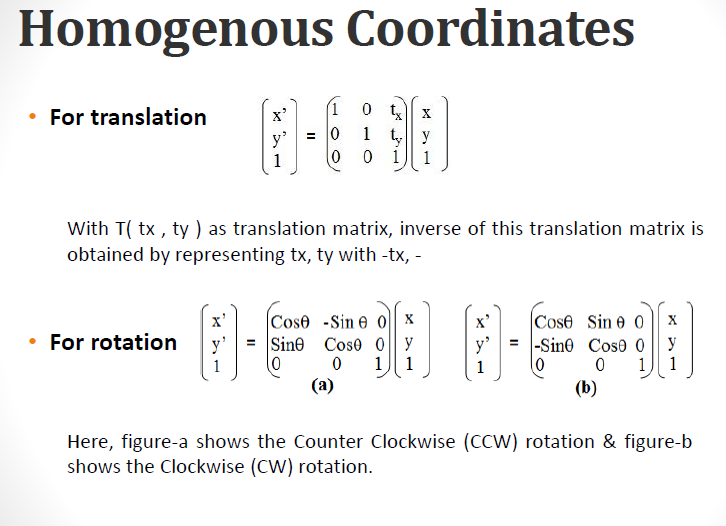 Homogenous Coordinates
• For translation
x’ 1 0 tx x
y’ = 0 1 ty y
1 0 0 1 1
With T( tx , ty ) as translation matrix, inverse of this translation matrix is
obtained by representing tx, ty with -tx, -
• For rotation
x’ Cosθ -Sin θ 0 x
y’ = Sinθ Cosθ 0 y
1 0 0 1 1
(a)
x’ Cosθ Sin θ 0 x
y’ = -Sinθ Cosθ 0 y
1 0 0 1 1
(b)
Here, figure-a shows the Counter Clockwise (CCW) rotation & figure-b
shows the Clockwise (CW) rotation.